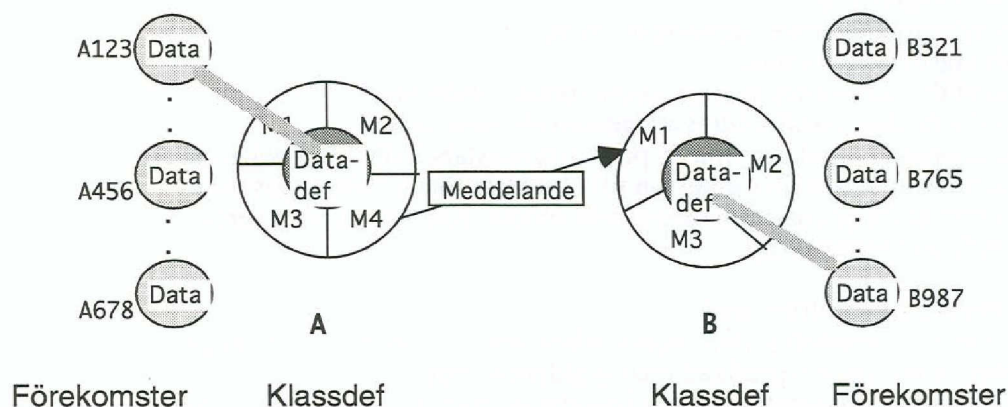 A123 Data
Data B321
M1 M2
Data-
def
M3 M4
A456 Data
Meddelande
M1
M2
Data-
def
M3
Data B765
A678 Data
Data B987
A
B
Förekomster Klassdef Klassdef Förekomster